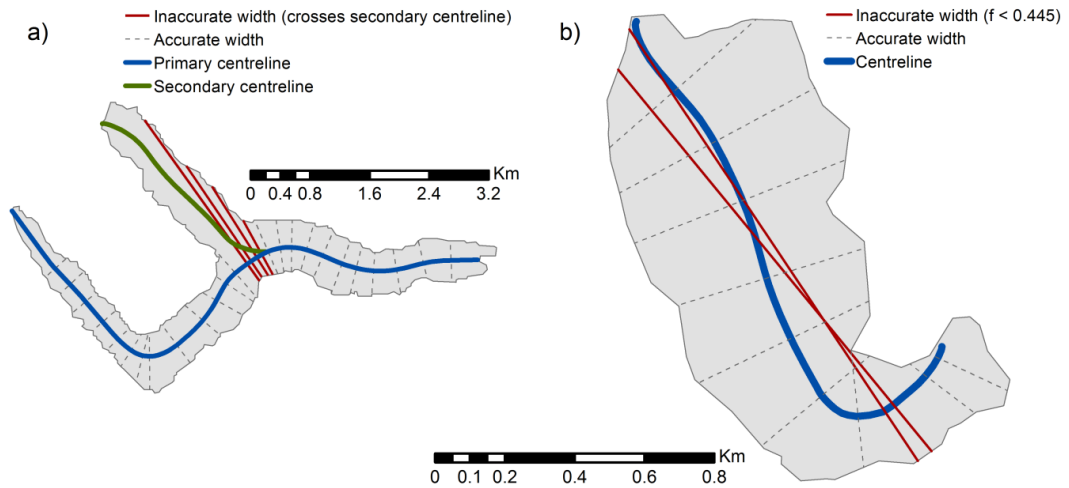 a)
Inaccurate width (crosses secondary centreline)
Accurate width
Primary centreline
Secondary centreline
Km
0 0.4 0.8 1.6 2.4 3.2
b)
Inaccurate width (f < 0.445)
Accurate width
Centreline
Km
0 0.1 0.2 0.4 0.6 0.8